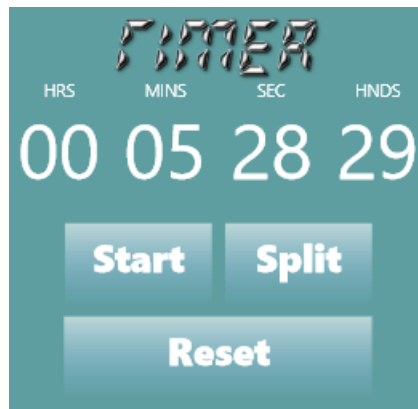 TIMER
HRS MINS SEC HNDS
00 05 28 29
Start Split
Reset